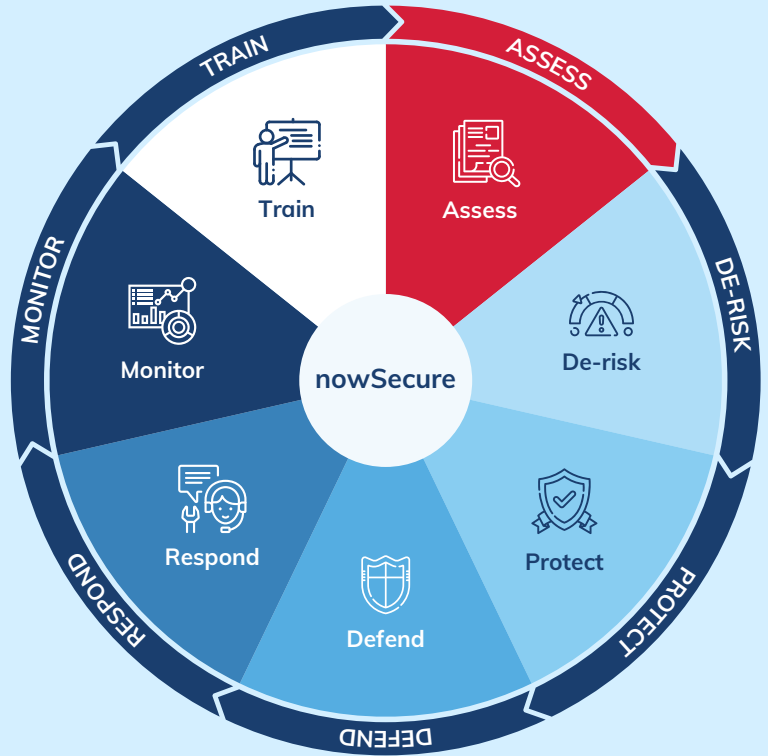 TRAIN
ASSESS
Train
Assess
MONITOR
DE-RISK
Monitor
De-risk
nowSecure
Respond
Protect
Defend
RESPOND
PROTECT
DEFEND